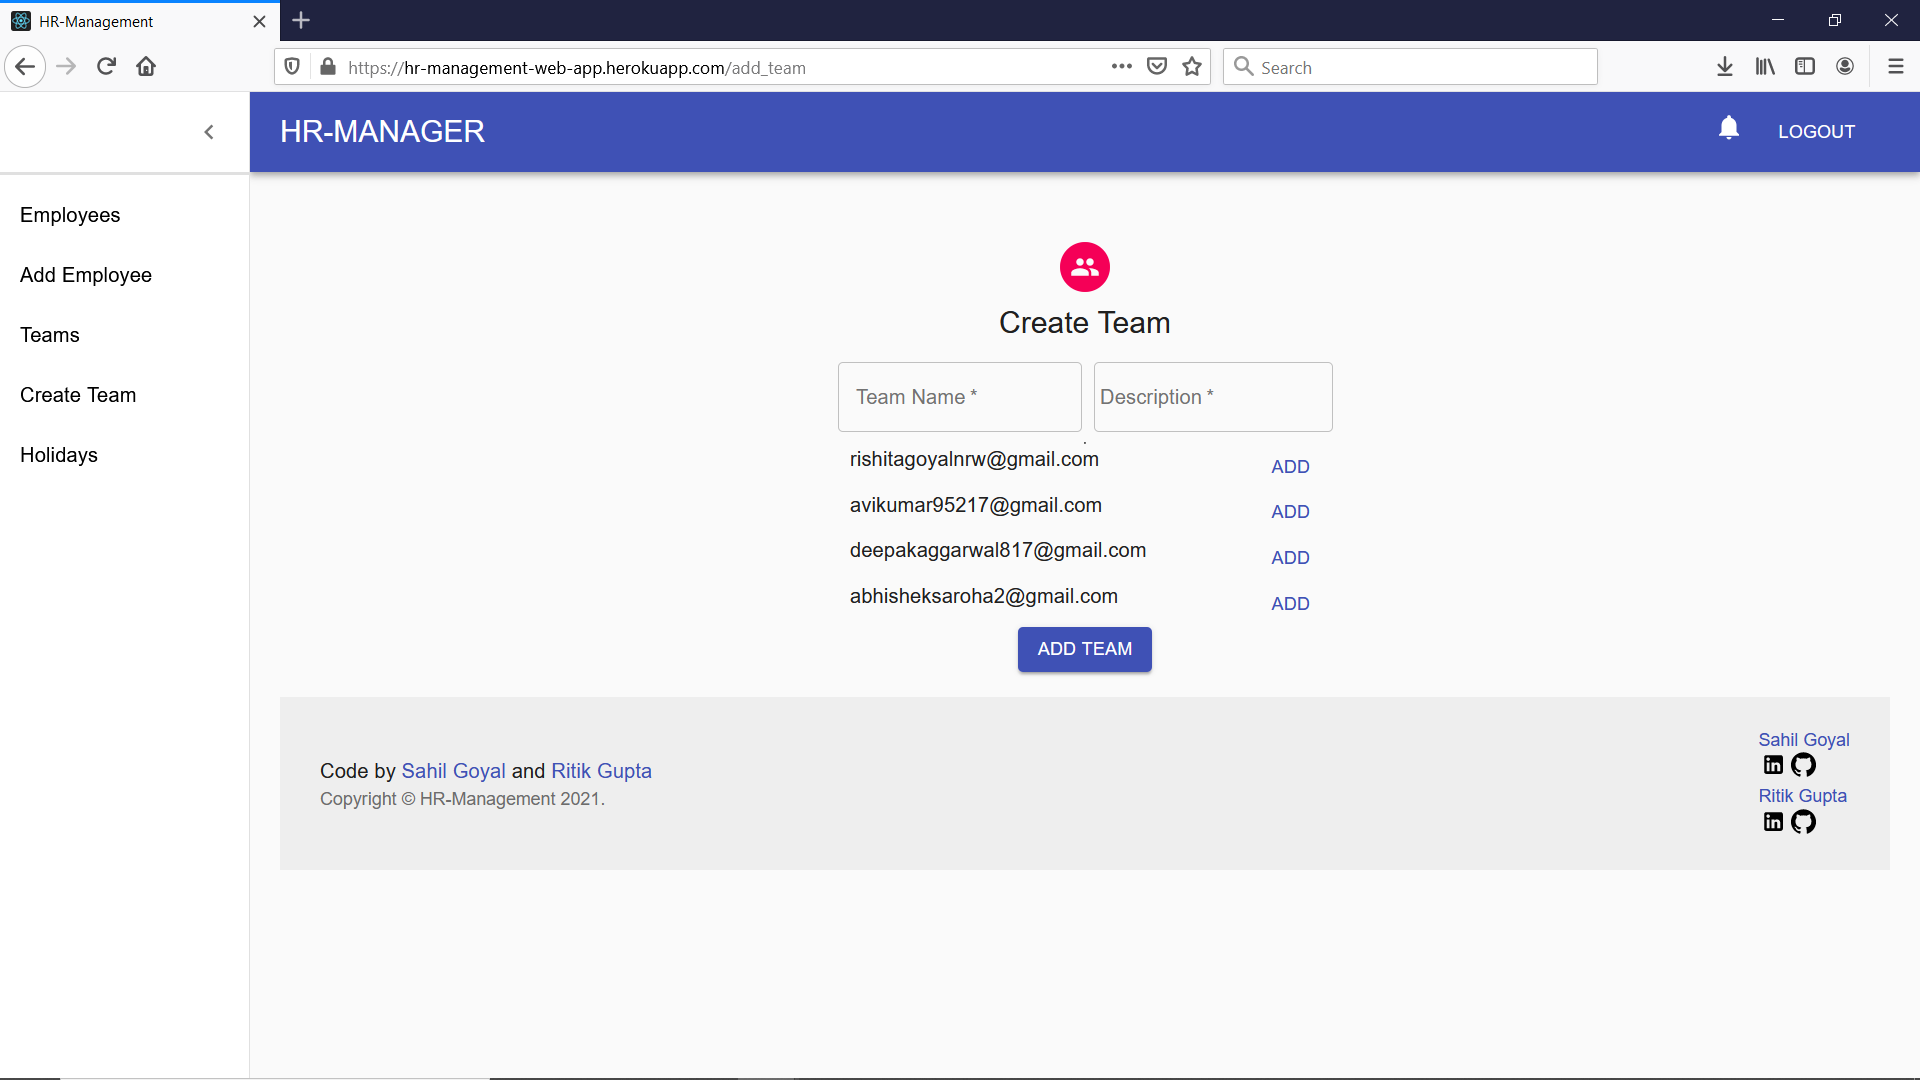 HR-Management
https://hr-management-web-app.herokuapp.com/add_team
Search
HR-MANAGER
LOGOUT
Employees
Add Employee
Teams
Create Team
Holidays
Create Team
Team Name *
Description *
rishitagoyalnrw@gmail.com
ADD
avikumar95217@gmail.com
ADD
deepakaggarwal817@gmail.com
ADD
abhisheksaroha2@gmail.com
ADD
ADD TEAM
Code by Sahil Goyal and Ritik Gupta
Copyright © HR-Management 2021.
Sahil Goyal
Ritik Gupta